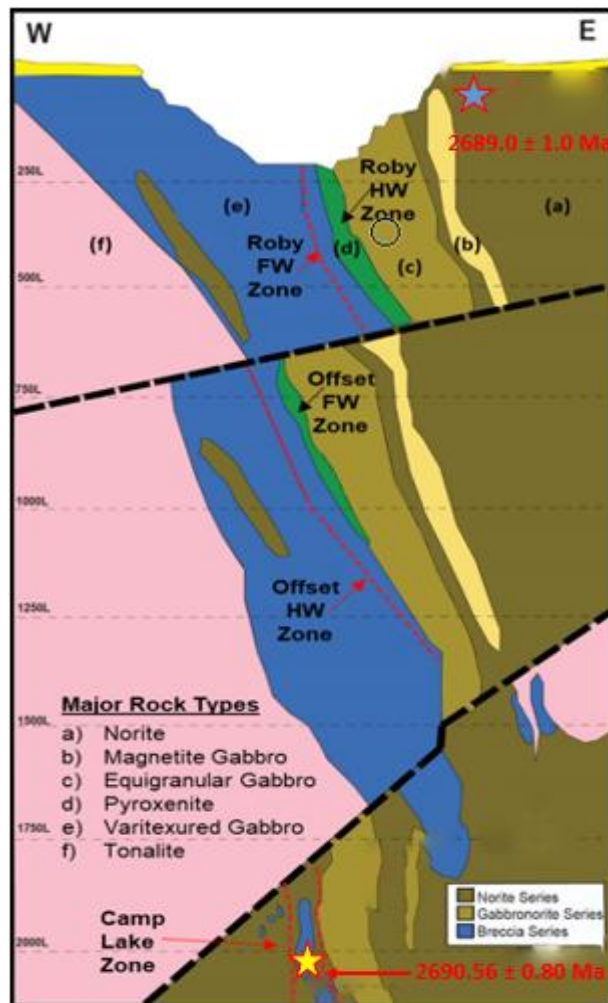 W
E
2689.0 ± 1.0 Ma
250L
Roby
HW
Zone
(a)
(e)
(f)
(d)
(b)
(c)
Roby
FW
Zone
500L
750L
Offset
FW
Zone
1000L
1250L
Offset
HW
Zone
Major Rock Types
a) Norite
b) Magnetite Gabbro
c) Equigranular Gabbro
d) Pyroxenite
e) Varitexured Gabbro
f) Tonalite
1500L
1750L
Norite Series
Gabbronorite Series
Breccia Series
Camp
Lake
Zone
2000L
2690.56 ± 0.80 Ma